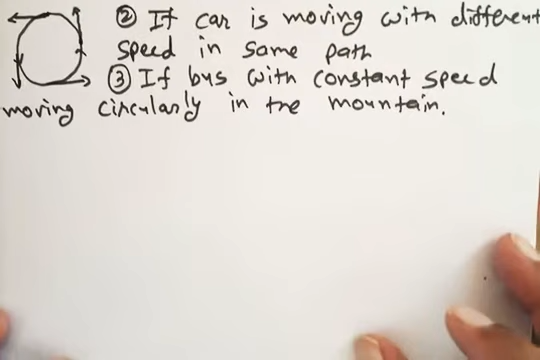 ② If car is moving with different
speed in same path
③ If bus with constant speed
moving circularly in the mountain.